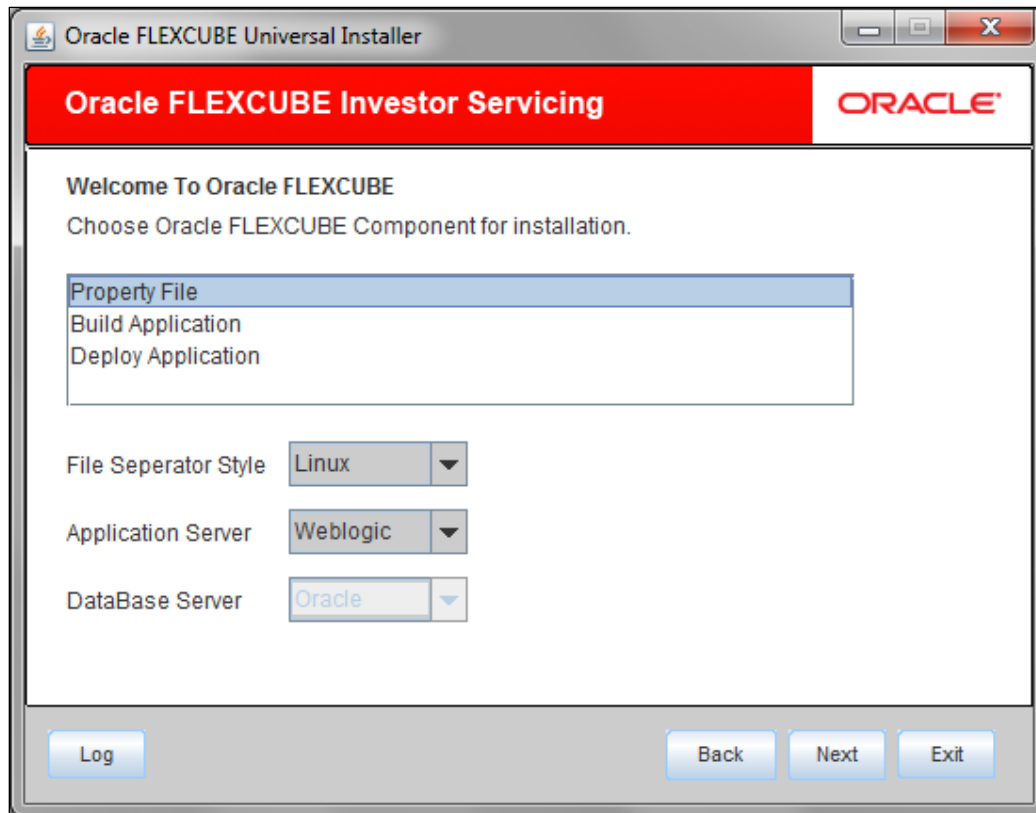 Oracle FLEXCUBE Universal Installer
Oracle FLEXCUBE Investor Servicing
ORACLE
Welcome To Oracle FLEXCUBE
Choose Oracle FLEXCUBE Component for installation.
Property File
Build Application
Deploy Application
File Seperator Style Linux
Application Server Weblogic
DataBase Server Oracle
Log Back Next Exit